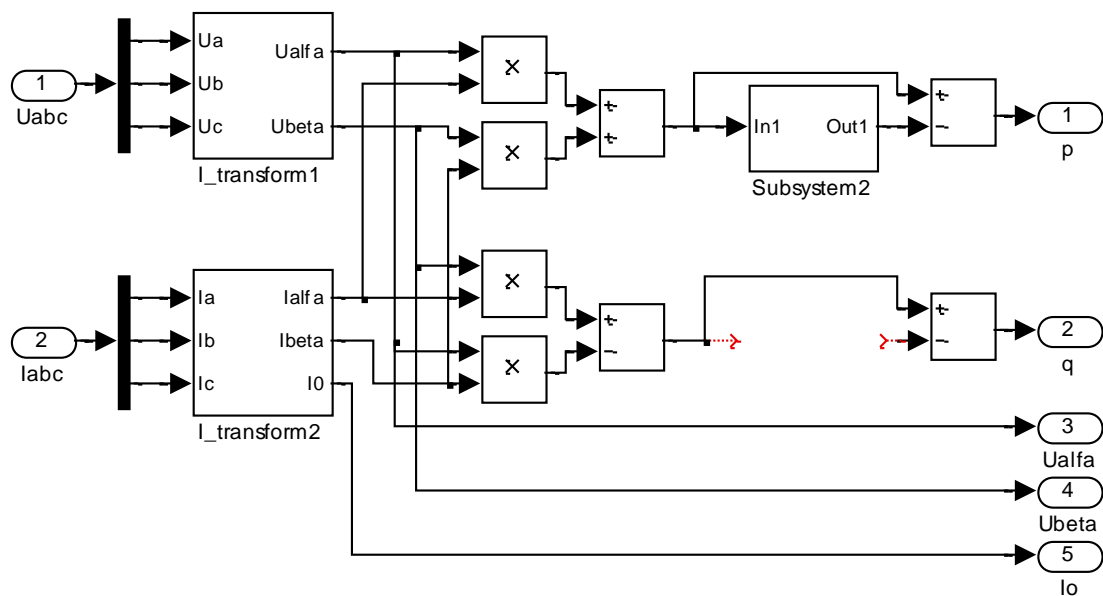 1
Uabc
Ua
Ub
Uc
Ualfa
Ubeta
I_transform1
×
×
+
+
In1
Out1
Subsystem2
+
−
1
p
2
Iabc
Ia
Ib
Ic
Ialfa
Ibeta
I0
I_transform2
×
×
+
−
+
−
2
q
3
Ualfa
4
Ubeta
5
Io